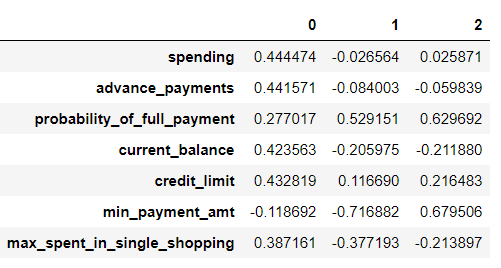 0 1 2
spending 0.444474 -0.026564 0.025871
advance_payments 0.441571 -0.084003 -0.059839
probability_of_full_payment 0.277017 0.529151 0.629692
current_balance 0.423563 -0.205975 -0.211880
credit_limit 0.432819 0.116690 0.216483
min_payment_amt -0.118692 -0.716882 0.679506
max_spent_in_single_shopping 0.387161 -0.377193 -0.213897